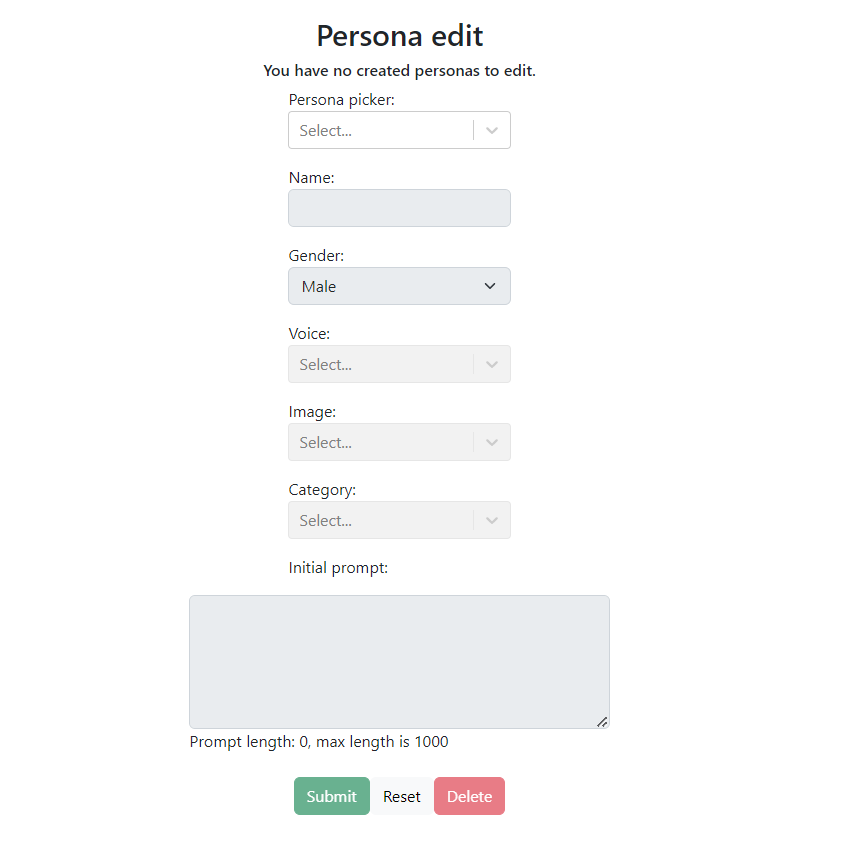 Persona edit
You have no created personas to edit.
Persona picker:
Select...
Name:
Gender:
Male
Voice:
Select...
Image:
Select...
Category:
Select...
Initial prompt:
Prompt length: 0, max length is 1000
Submit Reset Delete